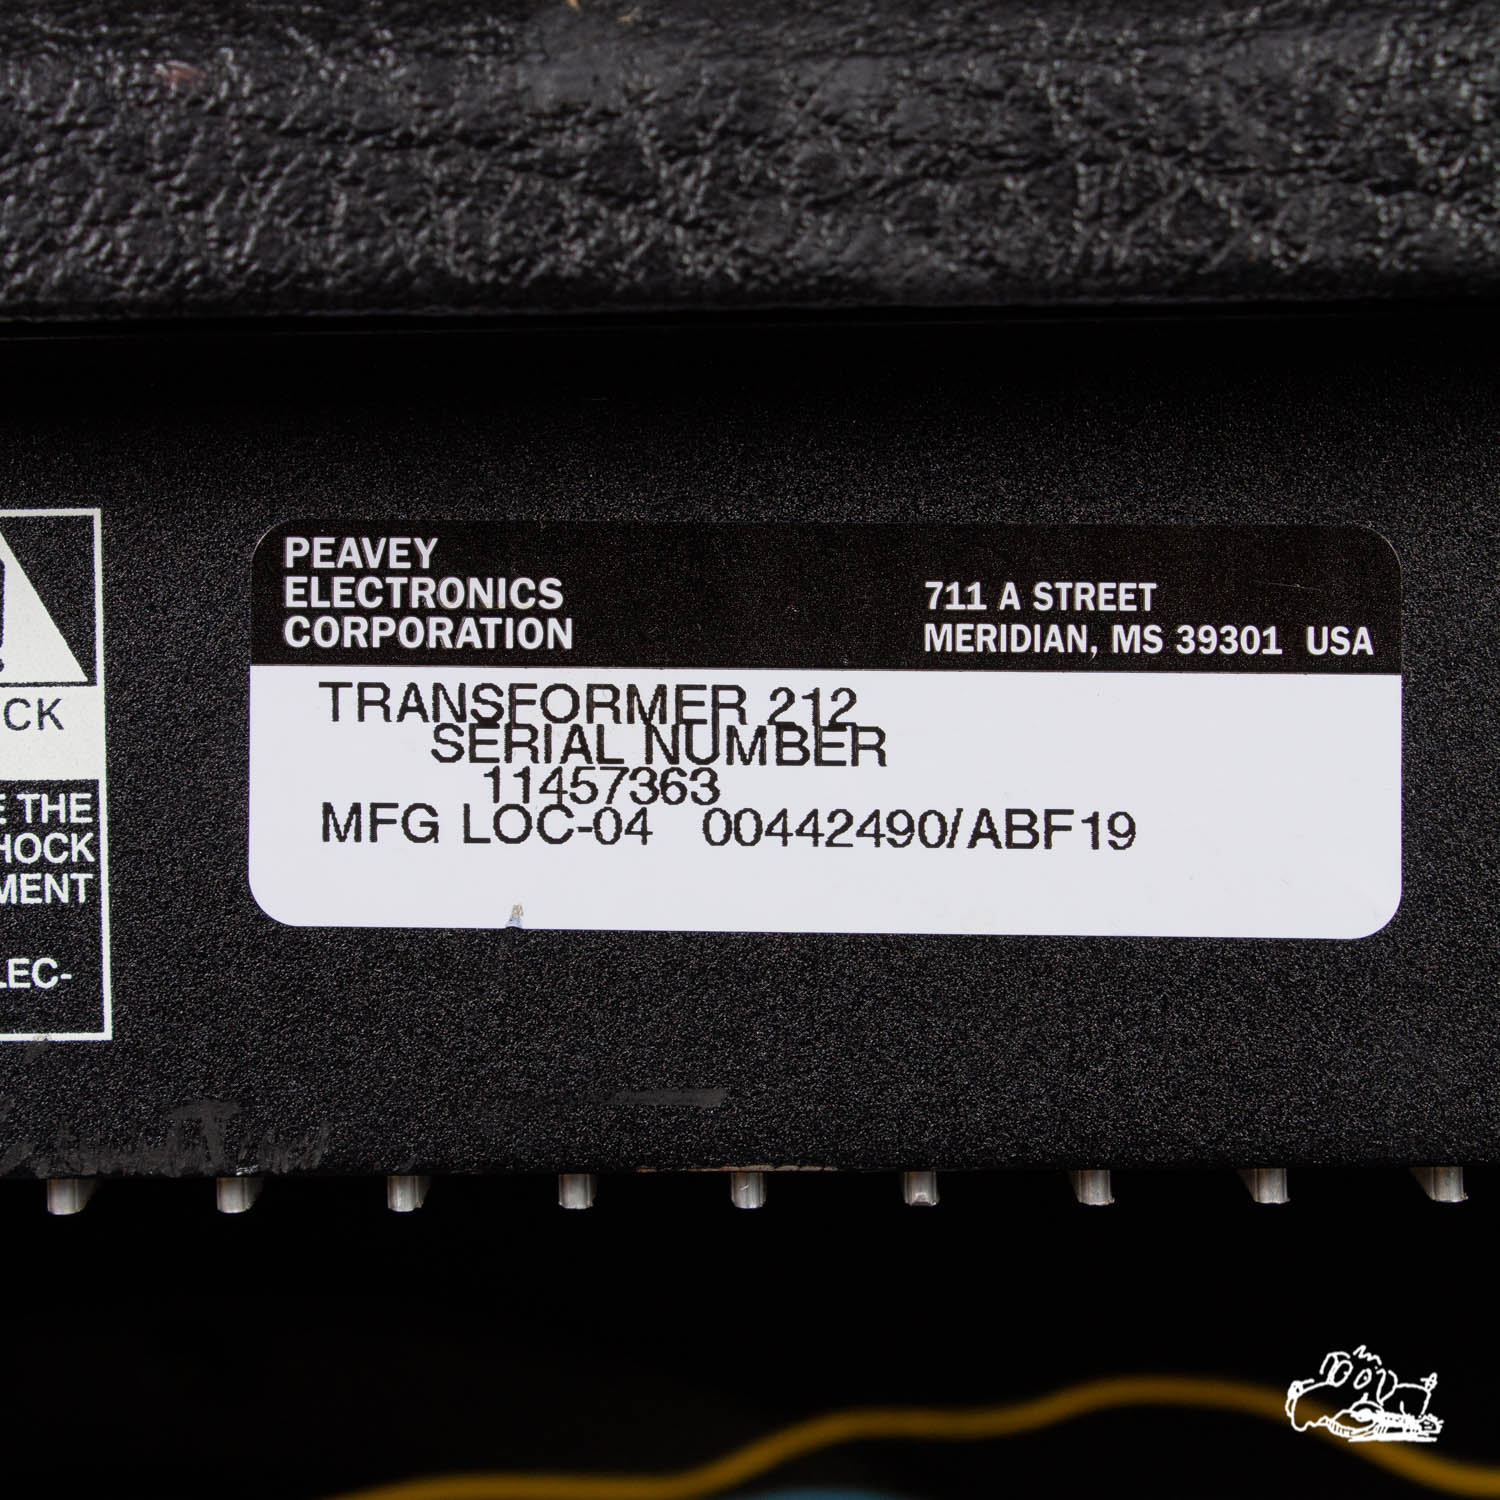 PEAVEY
ELECTRONICS
CORPORATION
711 A STREET
MERIDIAN, MS 39301 USA
TRANSFORMER 212
SERIAL NUMBER
11457363
MFG LOC-04 00442490/ABF19
CK
E THE
HOCK
MENT
LEC-